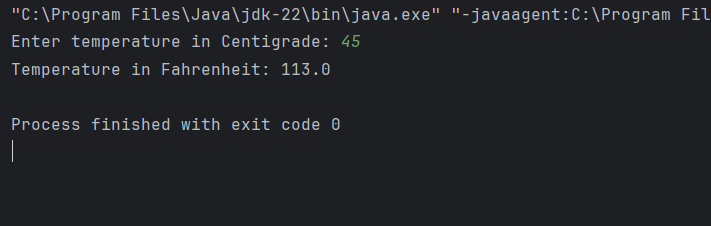 "C:\Program Files\Java\jdk-22\bin\java.exe" "-javaagent:C:\Program Fil
Enter temperature in Centigrade: 45
Temperature in Fahrenheit: 113.0
Process finished with exit code 0